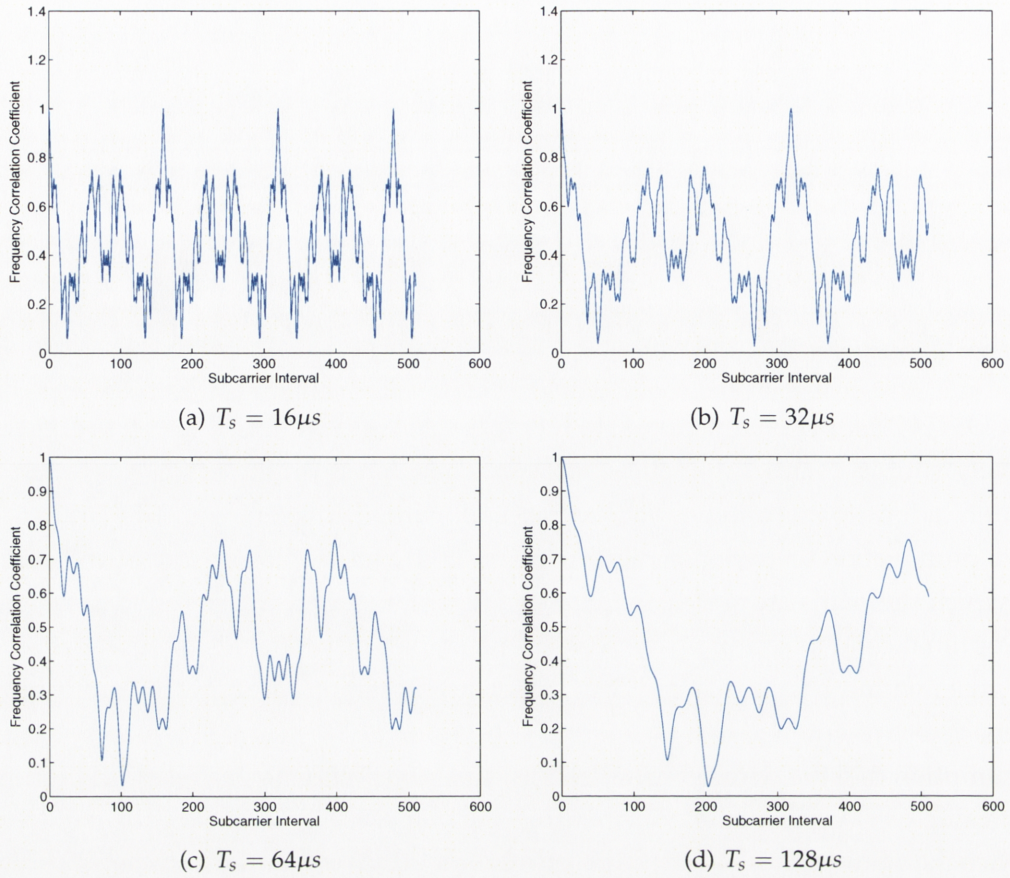 1.4
1.2
1
0.8
0.6
0.4
0.2
0
0 100 200 300 400 500 600
Frequency Correlation Coefficient
Subcarrier Interval
(a) Ts = 16μs
1.4
1.2
1
0.8
0.6
0.4
0.2
0
0 100 200 300 400 500 600
Frequency Correlation Coefficient
Subcarrier Interval
(b) Ts = 32μs
1
0.9
0.8
0.7
0.6
0.5
0.4
0.3
0.2
0.1
0
0 100 200 300 400 500 600
Frequency Correlation Coefficient
Subcarrier Interval
(c) Ts = 64μs
1
0.9
0.8
0.7
0.6
0.5
0.4
0.3
0.2
0.1
0
0 100 200 300 400 500 600
Frequency Correlation Coefficient
Subcarrier Interval
(d) Ts = 128μs